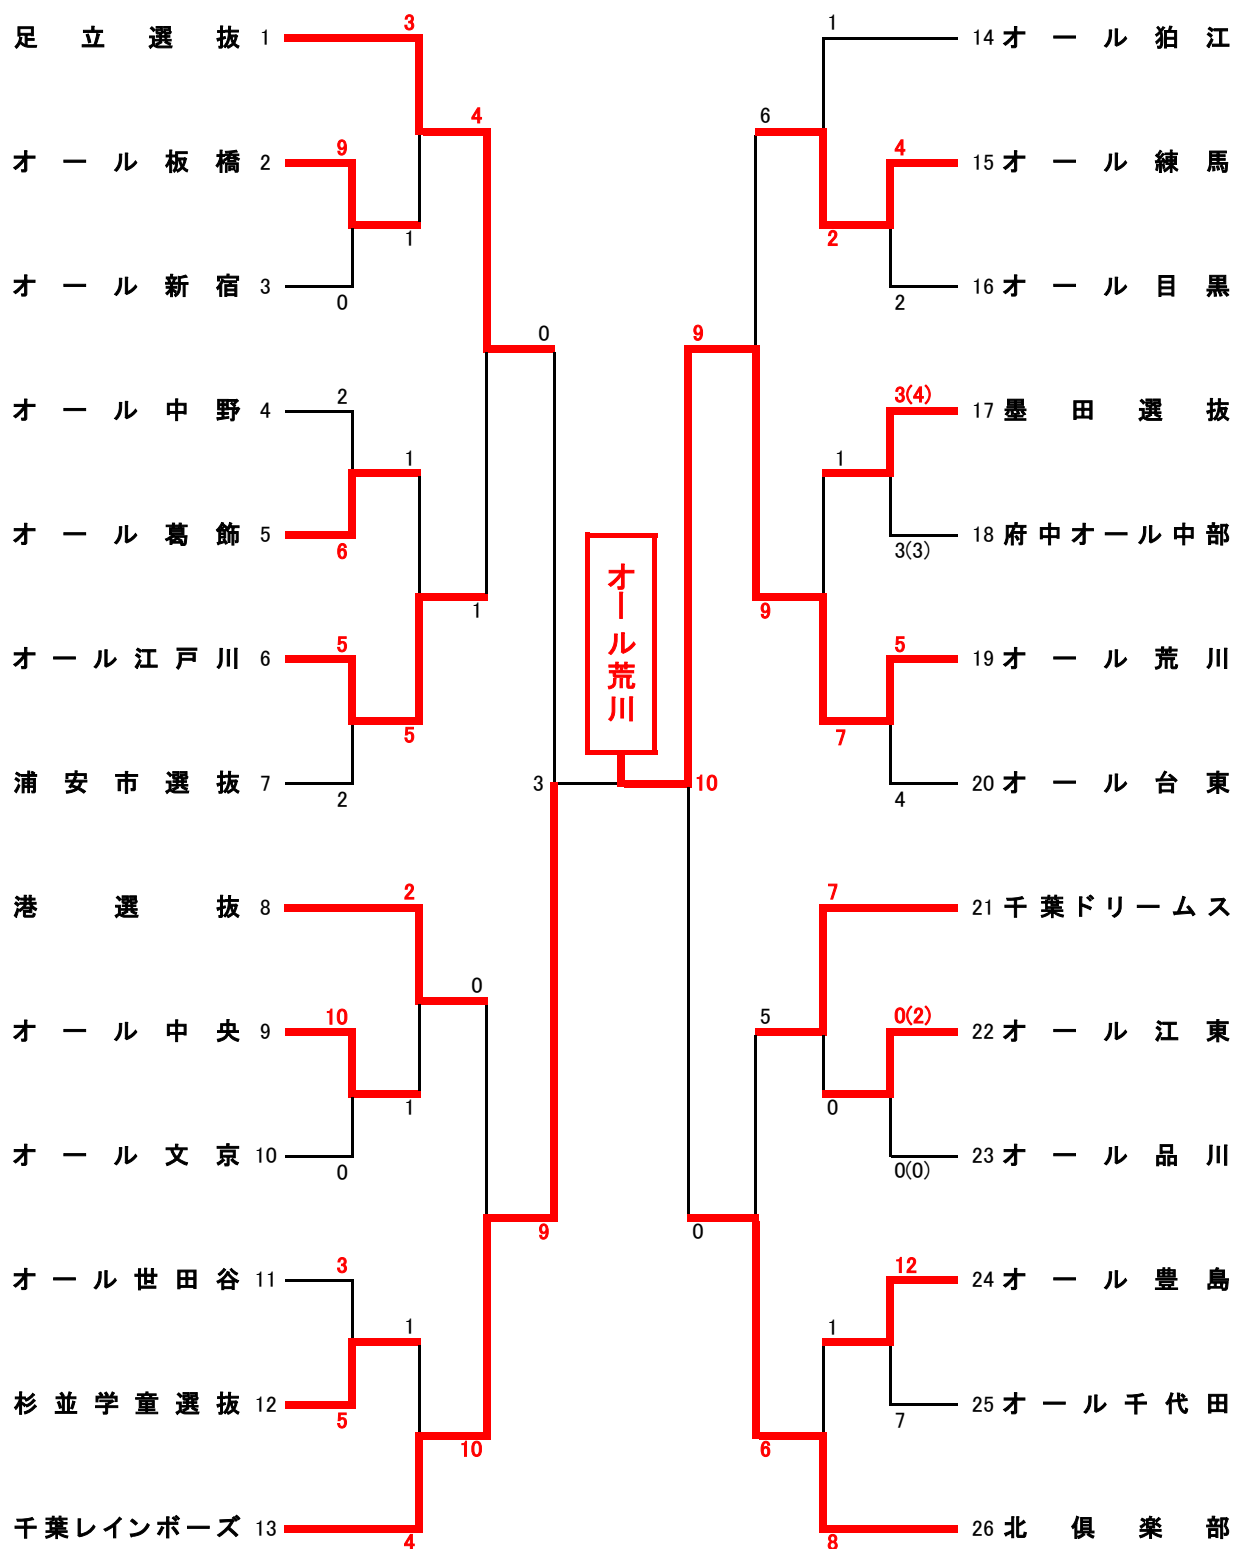 足立選抜 1
3
オール板橋 2
9
1
オール新宿 3
0
4
オール中野 4
2
1
オール葛飾 5
6
オール江戸川 6
5
5
浦安市選抜 7
2
1
0
港選抜 8
2
オール中央 9
10
1
オール文京 10
0
0
オール世田谷 11
3
1
杉並学童選抜 12
5
千葉レインボーズ 13
4
10
9
3
オール荒川
10
1
14 オール狛江
6
4
15 オール練馬
2
16 オール目黒
2
9
3(4)
17 墨田選抜
1
18 府中オール中部
3(3)
9
5
19 オール荒川
7
20 オール台東
4
7
21 千葉ドリームス
5
0(2)
22 オール江東
0
23 オール品川
0(0)
0
12
24 オール豊島
1
25 オール千代田
7
6
26 北倶楽部
8